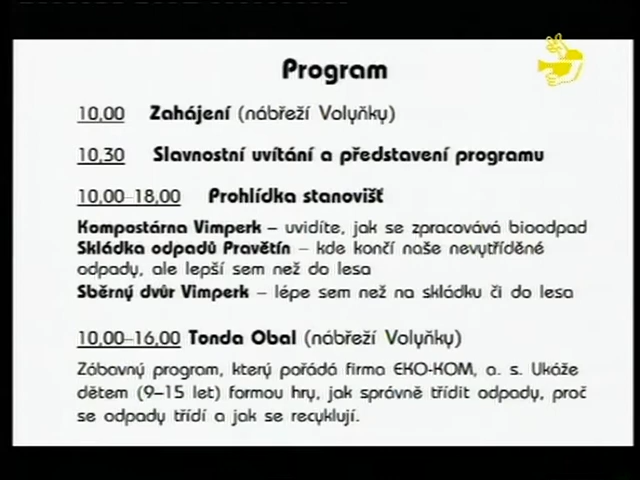 Program
10,00 Zahájení (nábřeží Volyňky)
10,30 Slavnostní uvítání a představení programu
10,00–18,00 Prohlídka stanovišť
Kompostárna Vimperk – uvidíte, jak se zpracovává bioodpad
Skládka odpadů Pravětín – kde končí naše nevytříděné
odpady, ale lepší sem než do lesa
Sběrný dvůr Vimperk – lépe sem než na skládku či do lesa
10,00–16,00 Tonda Obal (nábřeží Volyňky)
Zábavný program, který pořádá firma EKO-KOM, a. s. Ukáže
dětem (9–15 let) formou hry, jak správně třídit odpady, proč
se odpady třídí a jak se recyklují.